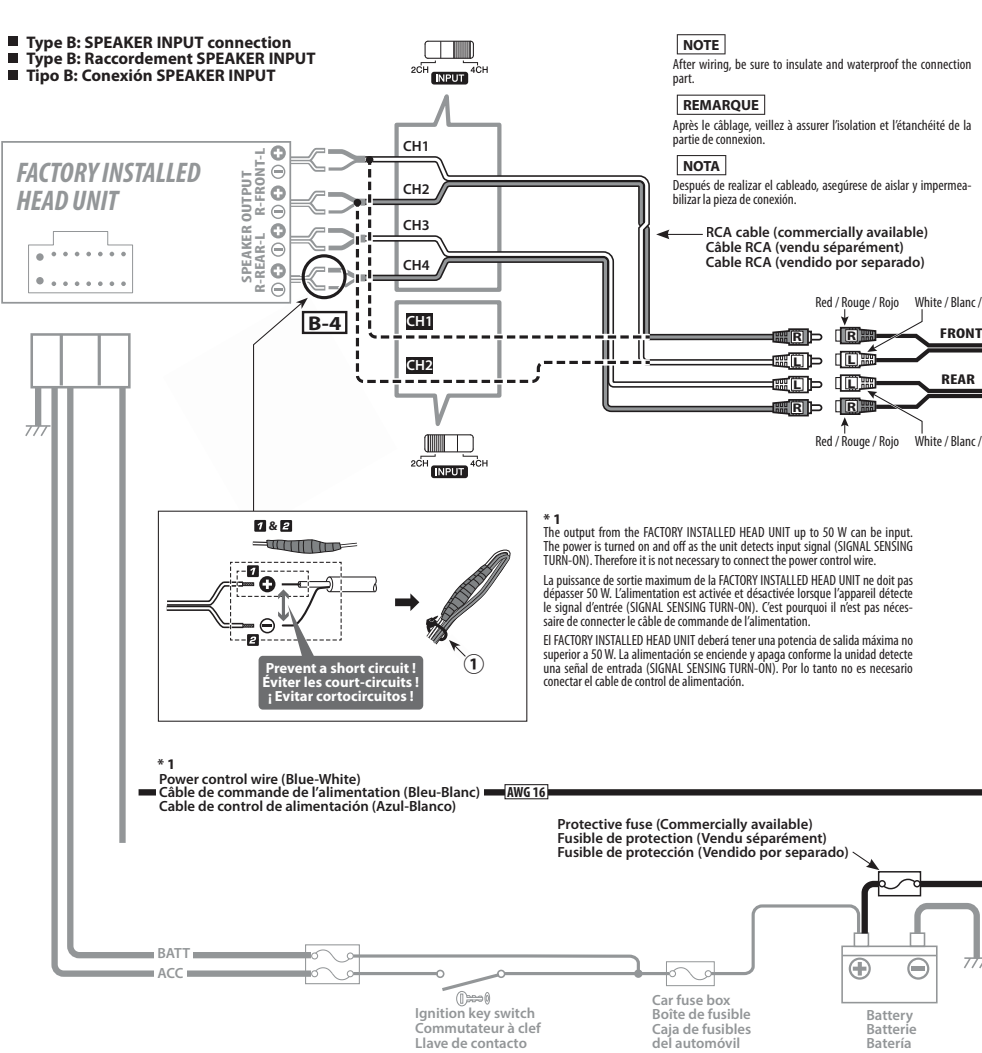 ■ Type B: SPEAKER INPUT connection
■ Type B: Raccordement SPEAKER INPUT
■ Tipo B: Conexión SPEAKER INPUT
2CH 4CH
INPUT
NOTE
After wiring, be sure to insulate and waterproof the connection
part.
REMARQUE
Après le câblage, veillez à assurer l’isolation et l’étanchéité de la
partie de connexion.
NOTA
Después de realizar el cableado, asegúrese de aislar y impermea-
bilizar la pieza de conexión.
FACTORY INSTALLED
HEAD UNIT
SPEAKER OUTPUT
R-FRONT-L
R-REAR-L
CH1
CH2
CH3
CH4
B-4
CH1
CH2
2CH 4CH
INPUT
RCA cable (commercially available)
Câble RCA (vendu séparément)
Cable RCA (vendido por separado)
Red / Rouge / Rojo White / Blanc /
R R FRONT
L L
L L REAR
R R
Red / Rouge / Rojo White / Blanc /
1 & 2
1
2
Prevent a short circuit !
Éviter les court-circuits !
¡ Evitar cortocircuitos !
1
* 1
The output from the FACTORY INSTALLED HEAD UNIT up to 50 W can be input.
The power is turned on and off as the unit detects input signal (SIGNAL SENSING
TURN-ON). Therefore it is not necessary to connect the power control wire.
La puissance de sortie maximum de la FACTORY INSTALLED HEAD UNIT ne doit pas
dépasser 50 W. L’alimentation est activée et désactivée lorsque l’appareil détecte
le signal d’entrée (SIGNAL SENSING TURN-ON). C’est pourquoi il n’est pas néces-
saire de connecter le câble de commande de l’alimentation.
El FACTORY INSTALLED HEAD UNIT deberá tener una potencia de salida máxima no
superior a 50 W. La alimentación se enciende y apaga conforme la unidad detecte
una señal de entrada (SIGNAL SENSING TURN-ON). Por lo tanto no es necesario
conectar el cable de control de alimentación.
* 1
Power control wire (Blue-White)
Câble de commande de l’alimentation (Bleu-Blanc)
Cable de control de alimentación (Azul-Blanco)
AWG 16
Protective fuse (Commercially available)
Fusible de protection (Vendu séparément)
Fusible de protección (Vendido por separado)
BATT
ACC
Ignition key switch
Commutateur à clef
Llave de contacto
Car fuse box
Boîte de fusible
Caja de fusibles
del automóvil
Battery
Batterie
Batería